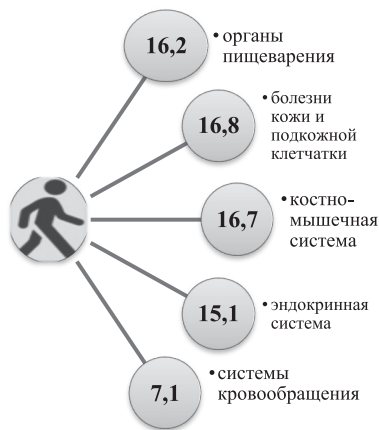 16,2
• органы
пищеварения
16,8
• болезни
кожи и
подкожной
клетчатки
16,7
• костно-
мышечная
система
15,1
• эндокринная
система
7,1
• системы
кровообращения